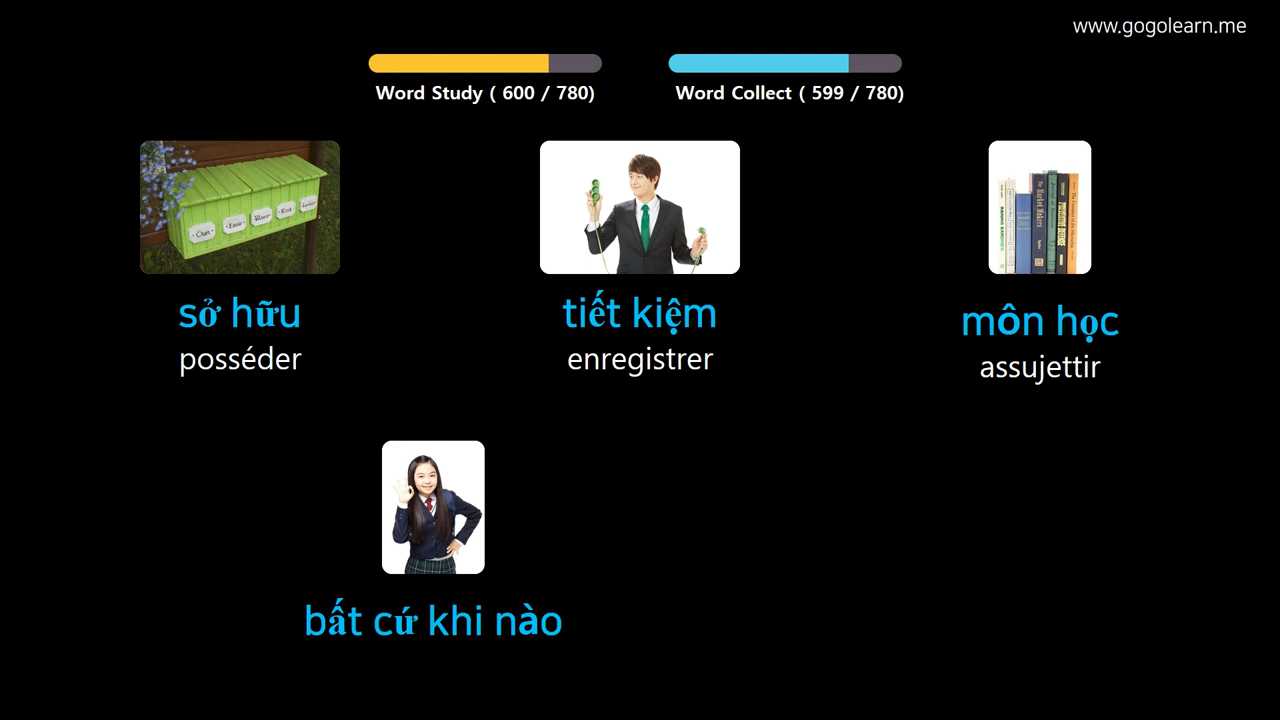 www.gogolearn.me
Word Study ( 600 / 780)
Word Collect ( 599 / 780)
sở hữu
posséder
tiết kiệm
enregistrer
môn học
assujettir
bất cứ khi nào